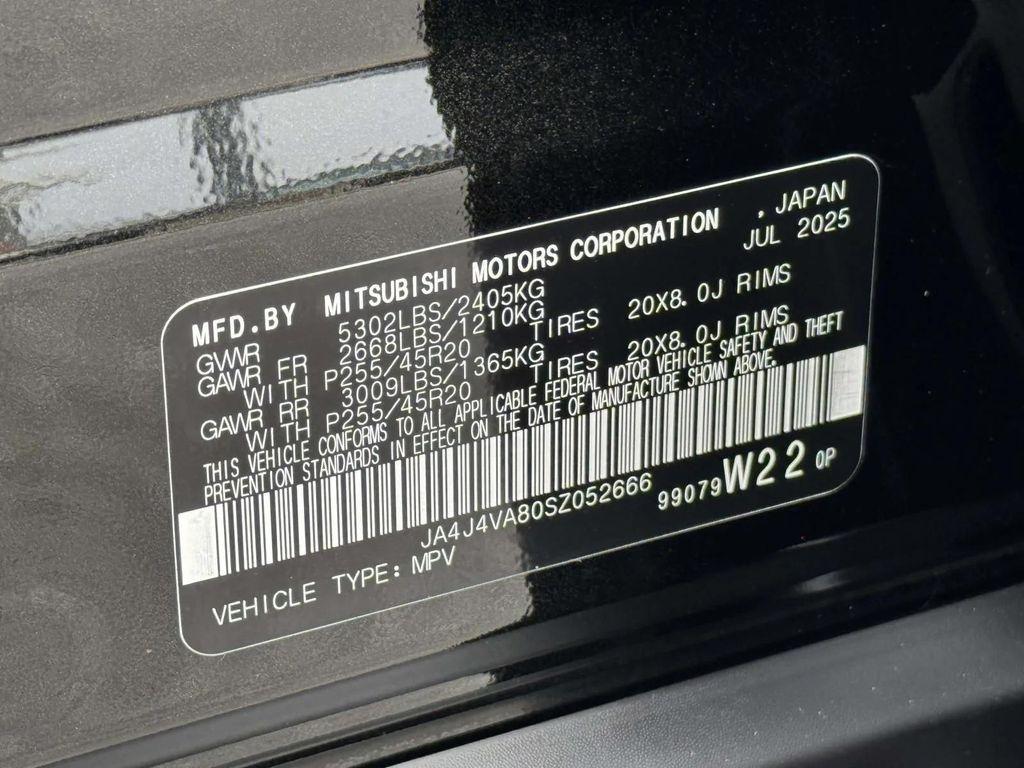 MFD.BY MITSUBISHI MOTORS CORPORATION . JAPAN
JUL 2025
GVWR 5302LBS/2405KG
GAWR FR 2668LBS/1210KG
WITH P255/45R20 TIRES 20X8.0J RIMS
GAWR RR 3009LBS/1365KG
WITH P255/45R20 TIRES 20X8.0J RIMS
THIS VEHICLE CONFORMS TO ALL APPLICABLE FEDERAL MOTOR VEHICLE SAFETY AND THEFT
PREVENTION STANDARDS IN EFFECT ON THE DATE OF MANUFACTURE SHOWN ABOVE.
JA4J4VA80SZ052666
99079W22 0P
VEHICLE TYPE: MPV